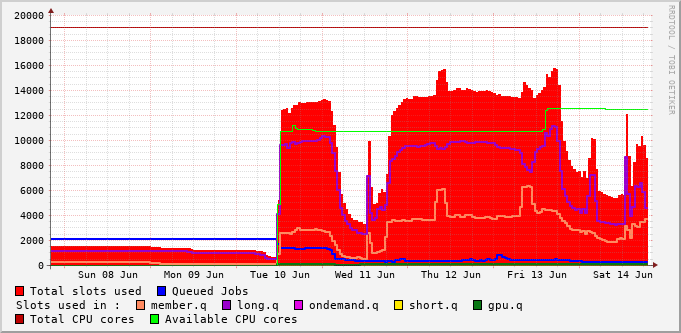 20000
18000
16000
14000
12000
10000
8000
6000
4000
2000
0
Sun 08 Jun Mon 09 Jun Tue 10 Jun Wed 11 Jun Thu 12 Jun Fri 13 Jun Sat 14 Jun
Total slots used Queued Jobs
Slots used in : member.q long.q ondemand.q short.q gpu.q
Total CPU cores Available CPU cores
RRDTOOL / TOBI OETIKER